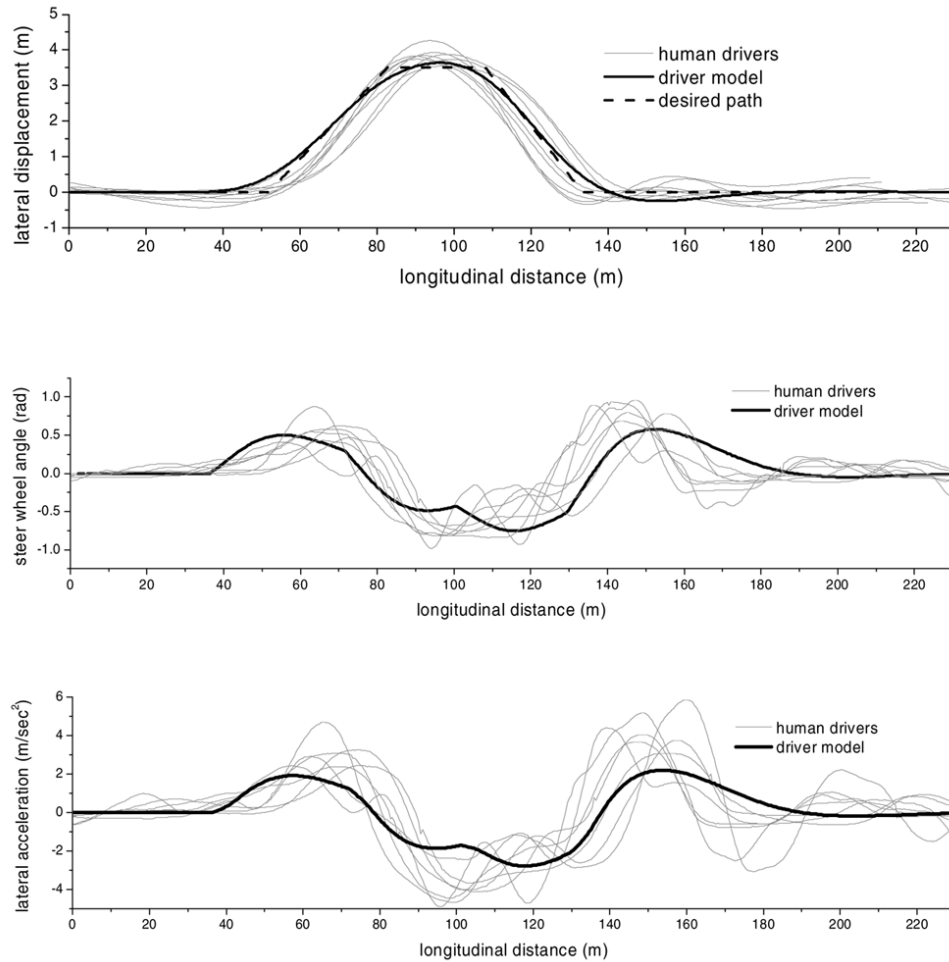 5
4
3
2
1
0
-1
lateral displacement (m)
human drivers
driver model
desired path
0 20 40 60 80 100 120 140 160 180 200 220
longitudinal distance (m)
1.0
0.5
0.0
-0.5
-1.0
steer wheel angle (rad)
human drivers
driver model
0 20 40 60 80 100 120 140 160 180 200 220
longitudinal distance (m)
6
4
2
0
-2
-4
lateral acceleration (m/sec²)
human drivers
driver model
0 20 40 60 80 100 120 140 160 180 200 220
longitudinal distance (m)